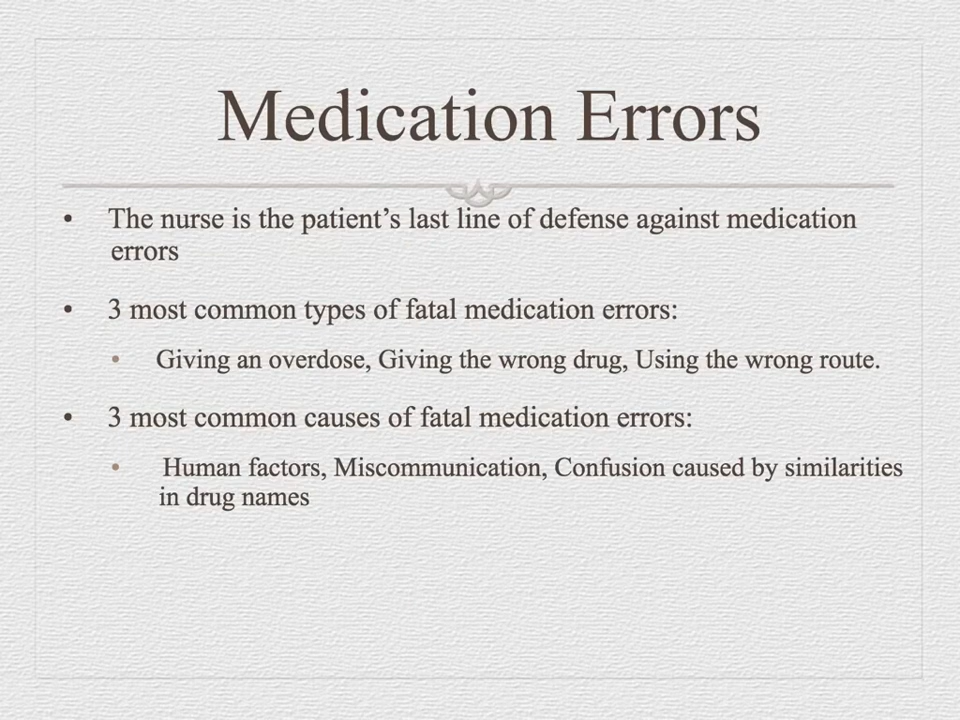 Medication Errors
• The nurse is the patient’s last line of defense against medication
errors
• 3 most common types of fatal medication errors:
• Giving an overdose, Giving the wrong drug, Using the wrong route.
• 3 most common causes of fatal medication errors:
• Human factors, Miscommunication, Confusion caused by similarities
in drug names